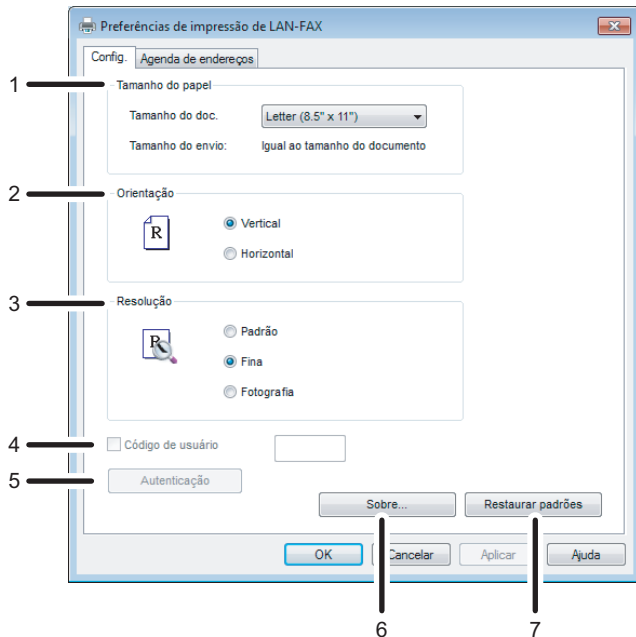 Preferências de impressão de LAN-FAX
Config. Agenda de endereços
1 Tamanho do papel
Tamanho do doc. Letter (8.5" x 11")
Tamanho do envio: Igual ao tamanho do documento
2 Orientação
R Vertical
Horizontal
3 Resolução
Padrão
R Fina
Fotografia
4 Código de usuário
5 Autenticação
Sobre... Restaurar padrões
OK Cancelar Aplicar Ajuda
6 7